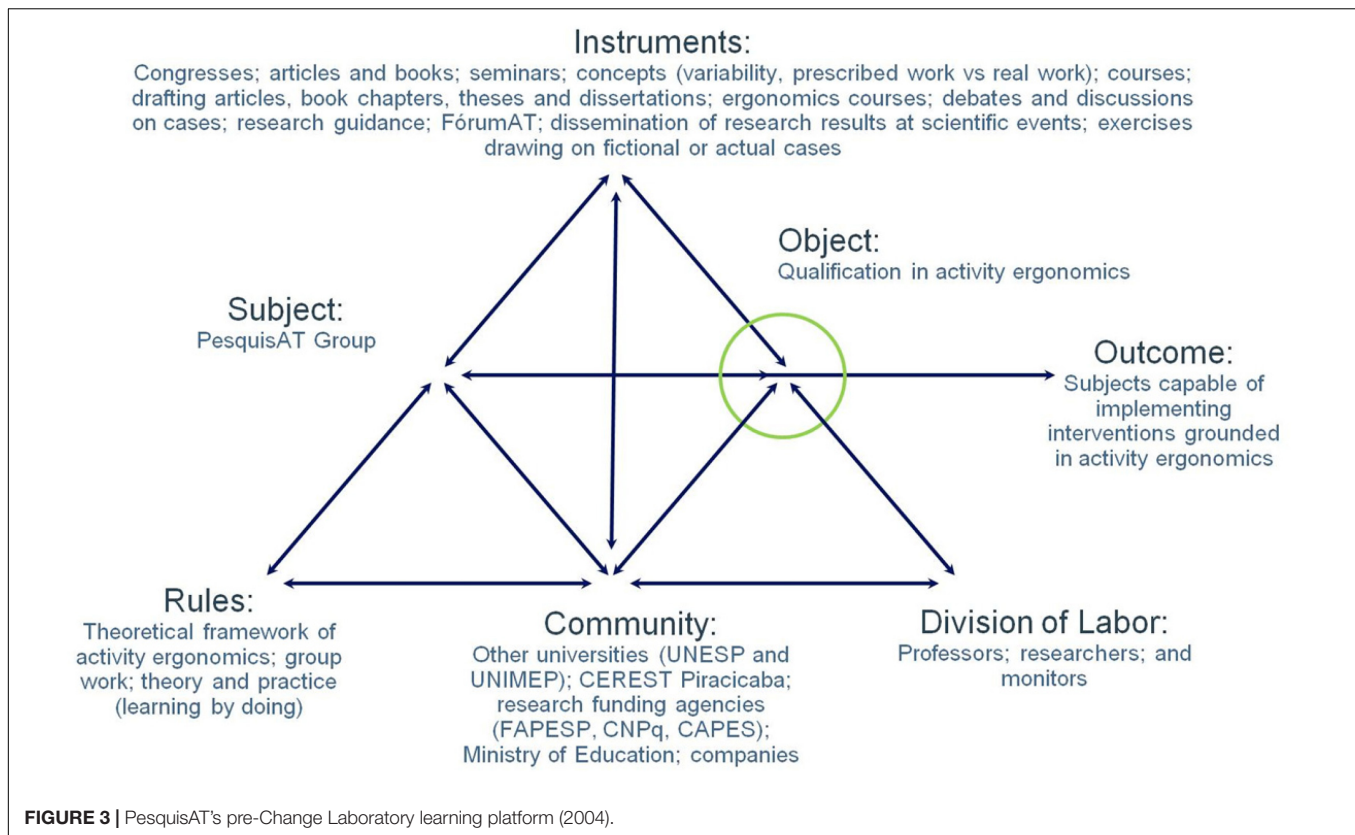 Instruments:
Congresses; articles and books; seminars; concepts (variability, prescribed work vs real work); courses;
drafting articles, book chapters, theses and dissertations; ergonomics courses; debates and discussions
on cases; research guidance; FórumAT; dissemination of research results at scientific events; exercises
drawing on fictional or actual cases
Object:
Qualification in activity ergonomics
Subject:
PesquisAT Group
Outcome:
Subjects capable of
implementing
interventions grounded
in activity ergonomics
Rules:
Theoretical framework of
activity ergonomics; group
work; theory and practice
(learning by doing)
Community:
Other universities (UNESP and
UNIMEP); CEREST Piracicaba;
research funding agencies
(FAPESP, CNPq, CAPES);
Ministry of Education; companies
Division of Labor:
Professors; researchers; and
monitors
FIGURE 3 | PesquisAT's pre-Change Laboratory learning platform (2004).